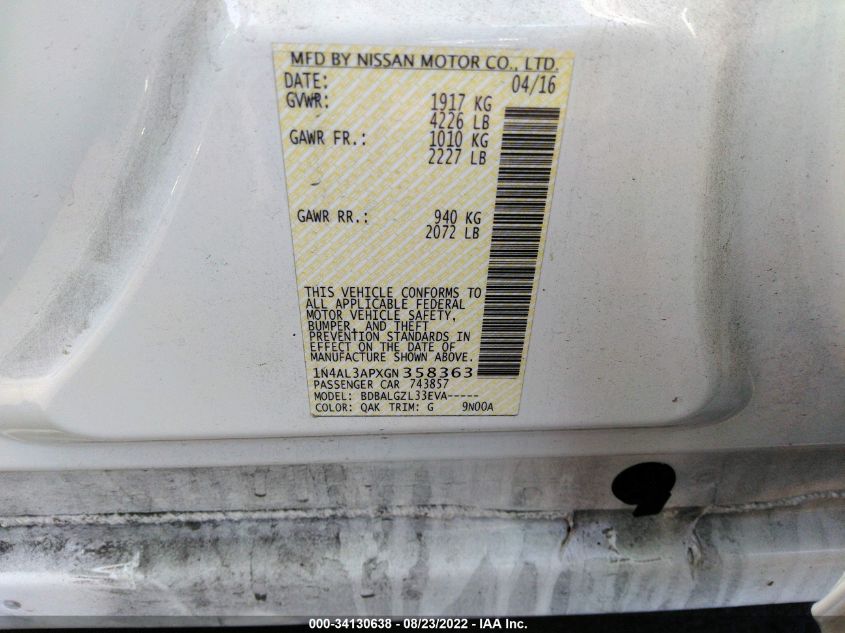 MFD BY NISSAN MOTOR CO., LTD.
DATE: 04/16
GVWR: 1917 KG
4226 LB
GAWR FR.: 1010 KG
2227 LB
GAWR RR.: 940 KG
2072 LB
THIS VEHICLE CONFORMS TO
ALL APPLICABLE FEDERAL
MOTOR VEHICLE SAFETY,
BUMPER, AND THEFT
PREVENTION STANDARDS IN
EFFECT ON THE DATE OF
MANUFACTURE SHOWN ABOVE.
1N4AL3APXGN358363
PASSENGER CAR 743857
MODEL: BDBALGZL33EVA-----
COLOR: QAK TRIM: G 9N00A
9
000-34130638 - 08/23/2022 - IAA Inc.